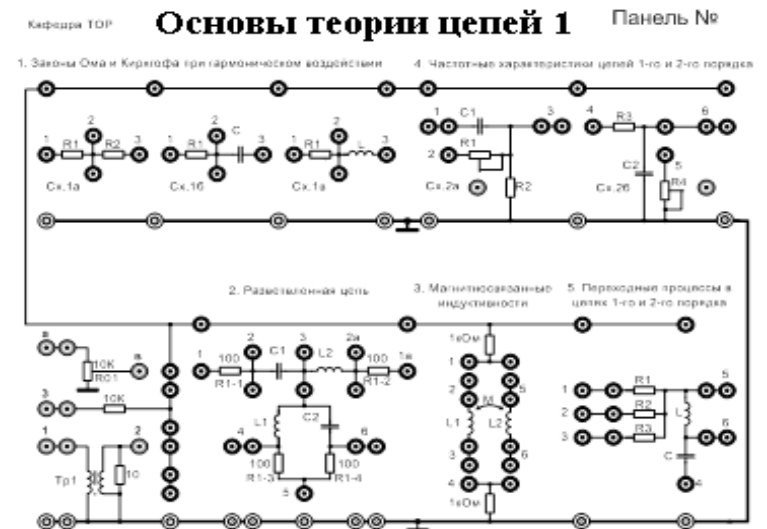 Кафедра ТОР
Основы теории цепей 1
Панель №
1. Законы Ома и Кирхгофа при гармоническом воздействии
4 Частотные характеристики цепей 1-го и 2-го порядка
1 R1 2 R2 3
Сх.1а
1 R1 2 C 3
Сх.1б
1 R1 2 L 3
Сх.1в
1 C1 3
2 R1
R2
Сх.2а
4 R3 6
C2 5
R4
Сх.2б
2. Разветвленная цепь
3. Магнитносвязанные
индуктивности
5. Переходные процессы в
цепях 1-го и 2-го порядка
10K
R01
3 10K
1 2
Тр1 10
1 100 2 C1 3 L2 2а 100 1а
R1-1 R1-2
L1 C2
4 6
100 100
R1-3 R1-4
5
1кОм
1
2 5
M
L1 L2
3 6
4
1кОм
1 R1 5
2 R2
3 R3
L 6
C
4